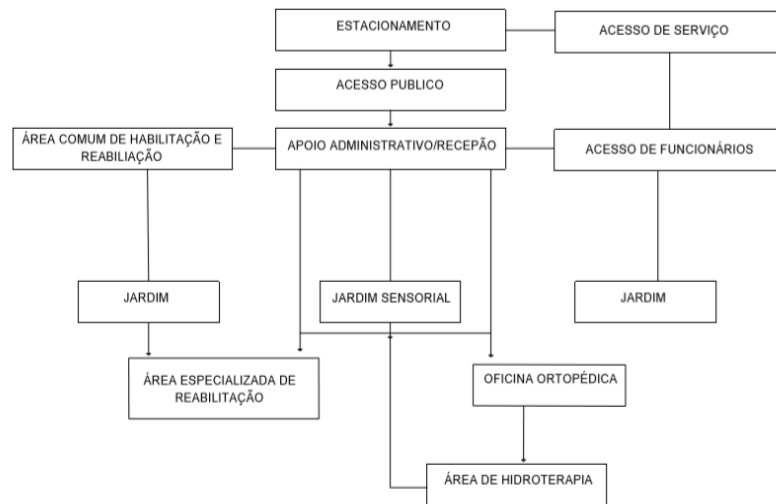 ESTACIONAMENTO
ACESSO DE SERVIÇO
ACESSO PUBLICO
ÁREA COMUM DE HABILITAÇÃO E
REABILIAÇÃO
APOIO ADMINISTRATIVO/RECEPÃO
ACESSO DE FUNCIONÁRIOS
JARDIM
JARDIM SENSORIAL
JARDIM
ÁREA ESPECIALIZADA DE
REABILITAÇÃO
OFICINA ORTOPÉDICA
ÁREA DE HIDROTERAPIA